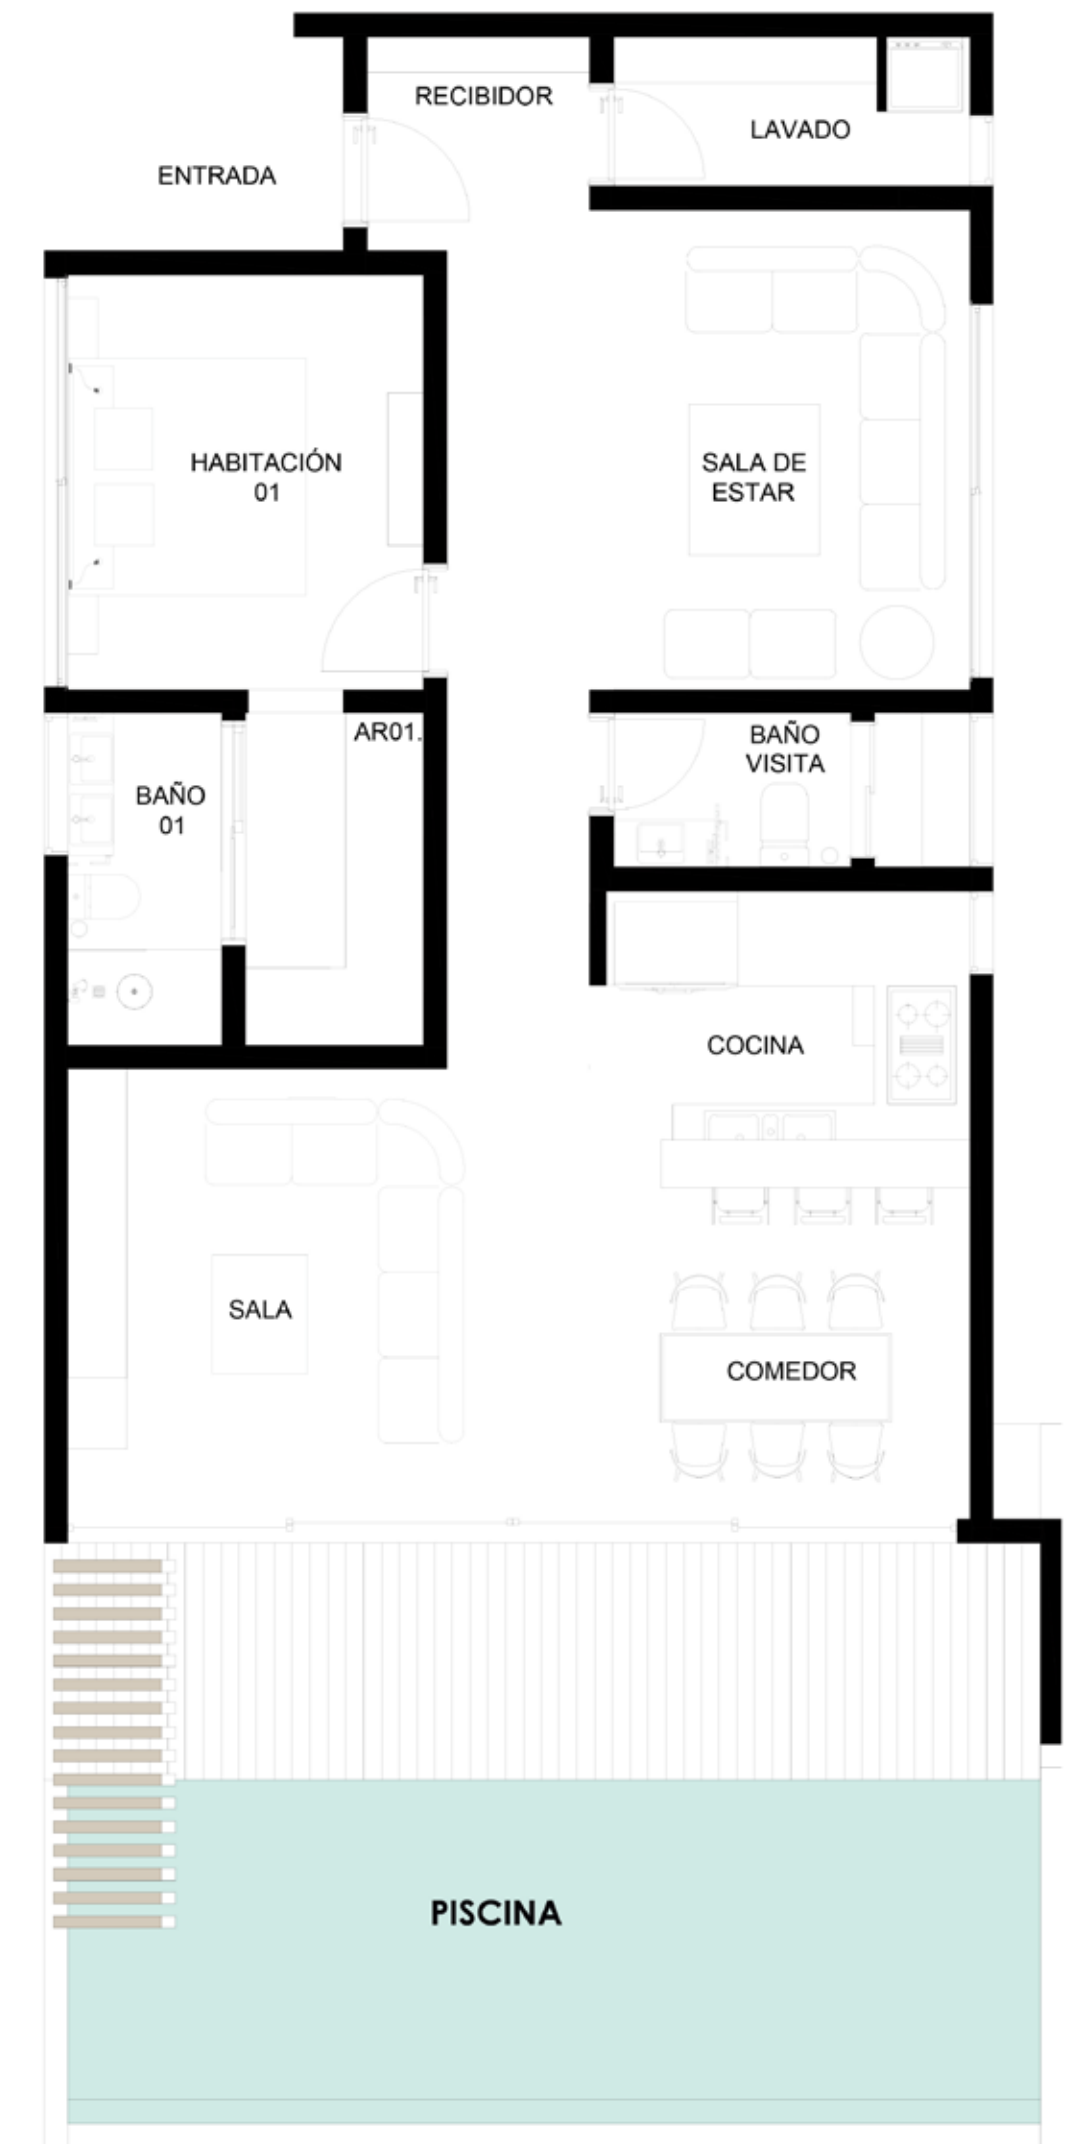 RECIBIDOR
LAVADO
ENTRADA
HABITACIÓN
01
SALA DE
ESTAR
AR01.
BAÑO
VISITA
BAÑO
01
COCINA
SALA
COMEDOR
PISCINA